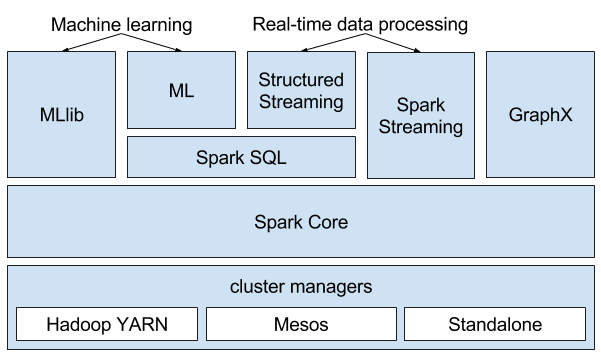 Machine learning
Real-time data processing
MLlib
ML
Structured
Streaming
Spark
Streaming
GraphX
Spark SQL
Spark Core
cluster managers
Hadoop YARN
Mesos
Standalone